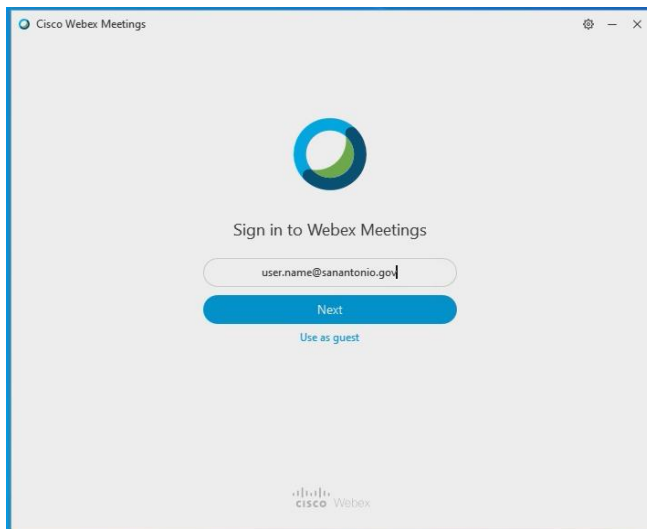 Cisco Webex Meetings
Sign in to Webex Meetings
user.name@sanantonio.gov
Next
Use as guest
CISCO Webex